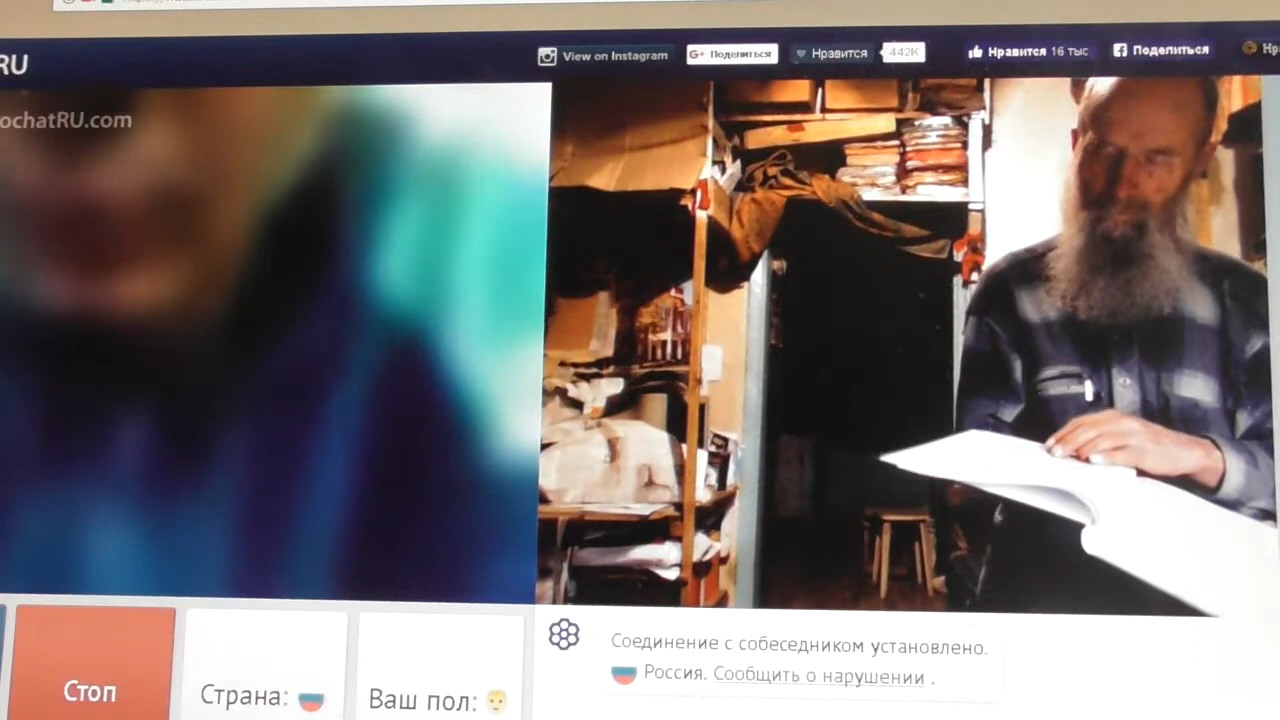 RU
View on Instagram
G+ Поделиться
Нравится 442K
Нравится 16 тыс
Поделиться
ochatRU.com
Соединение с собеседником установлено.
Россия. Сообщить о нарушении .
Стоп
Страна:
Ваш пол: